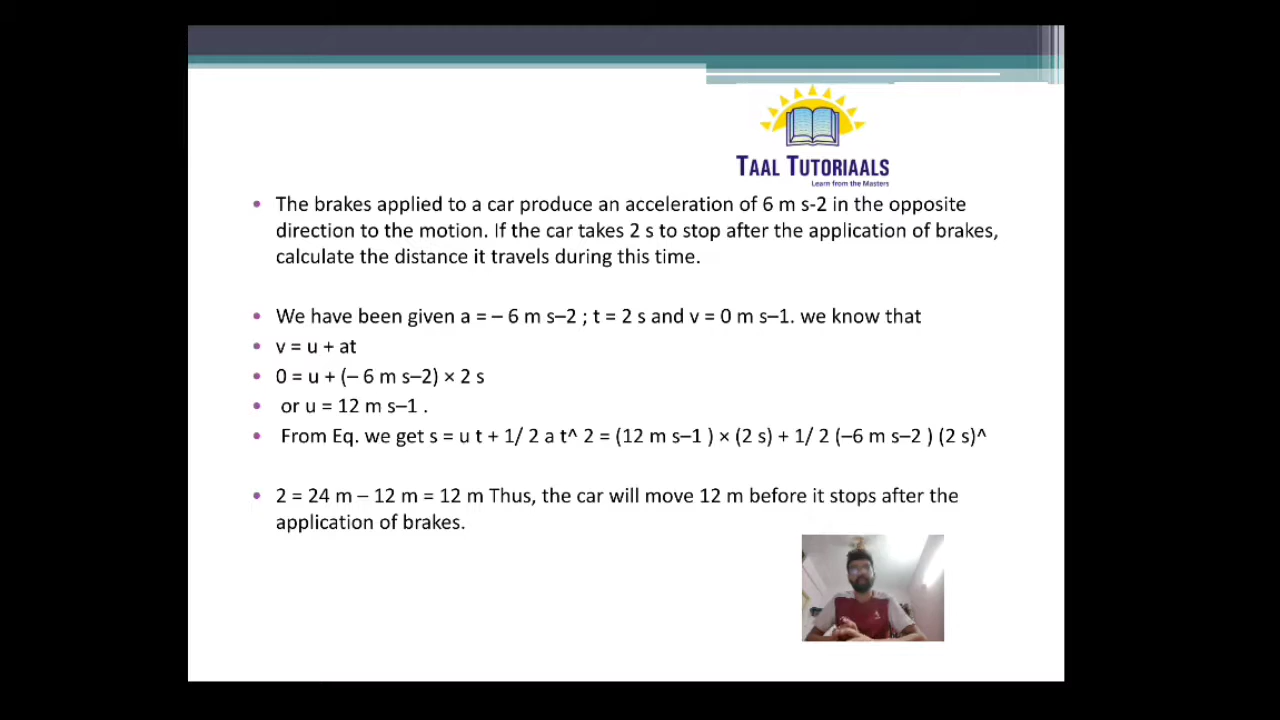 TAAL TUTORIAALS
Learn from the Masters
• The brakes applied to a car produce an acceleration of 6 m s-2 in the opposite
direction to the motion. If the car takes 2 s to stop after the application of brakes,
calculate the distance it travels during this time.
• We have been given a = – 6 m s–2 ; t = 2 s and v = 0 m s–1. we know that
• v = u + at
• 0 = u + (– 6 m s–2) × 2 s
• or u = 12 m s–1 .
• From Eq. we get s = u t + 1/ 2 a t^ 2 = (12 m s–1 ) × (2 s) + 1/ 2 (–6 m s–2 ) (2 s)^
• 2 = 24 m – 12 m = 12 m Thus, the car will move 12 m before it stops after the
application of brakes.